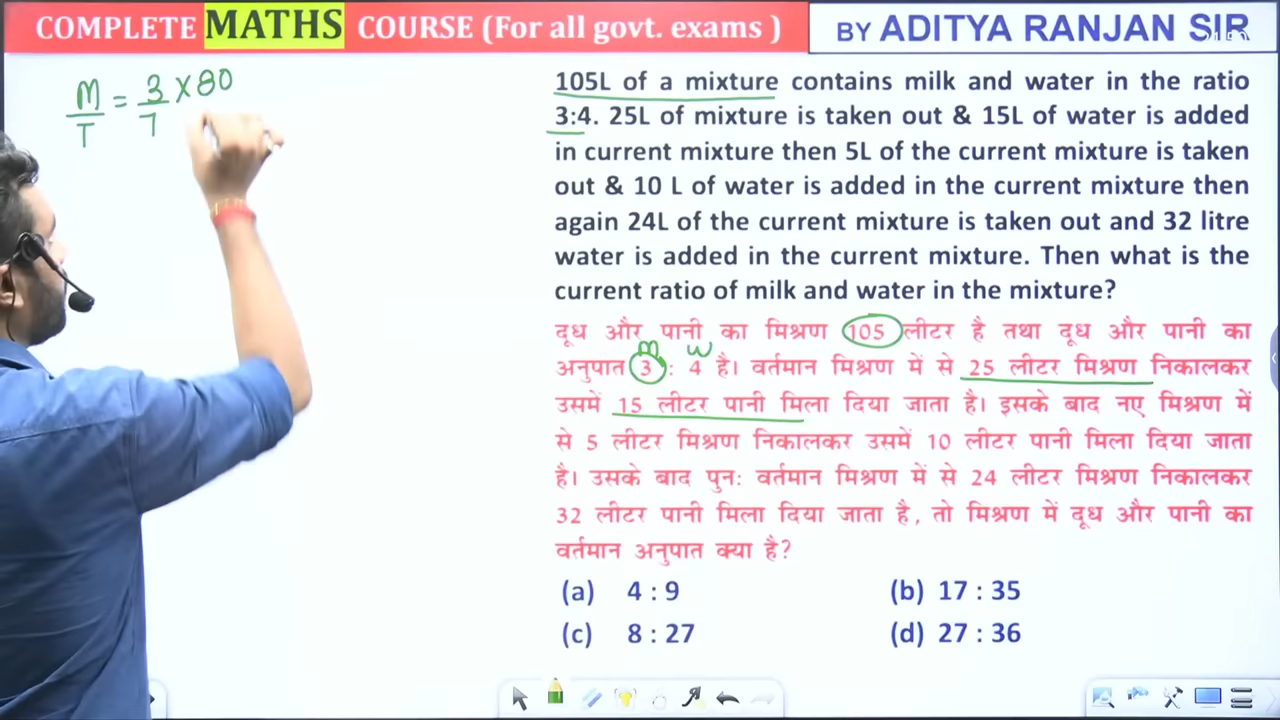 COMPLETE MATHS COURSE (For all govt. exams )
BY ADITYA RANJAN SIR
M/T = 3/7 × 80
105L of a mixture contains milk and water in the ratio
3:4. 25L of mixture is taken out & 15L of water is added
in current mixture then 5L of the current mixture is taken
out & 10 L of water is added in the current mixture then
again 24L of the current mixture is taken out and 32 litre
water is added in the current mixture. Then what is the
current ratio of milk and water in the mixture?
दूध और पानी का मिश्रण 105 लीटर है तथा दूध और पानी का
M W
अनुपात 3 : 4 है। वर्तमान मिश्रण में से 25 लीटर मिश्रण निकालकर
उसमें 15 लीटर पानी मिला दिया जाता है। इसके बाद नए मिश्रण में
से 5 लीटर मिश्रण निकालकर उसमें 10 लीटर पानी मिला दिया जाता
है। उसके बाद पुनः वर्तमान मिश्रण में से 24 लीटर मिश्रण निकालकर
32 लीटर पानी मिला दिया जाता है, तो मिश्रण में दूध और पानी का
वर्तमान अनुपात क्या है?
(a) 4 : 9
(b) 17 : 35
(c) 8 : 27
(d) 27 : 36